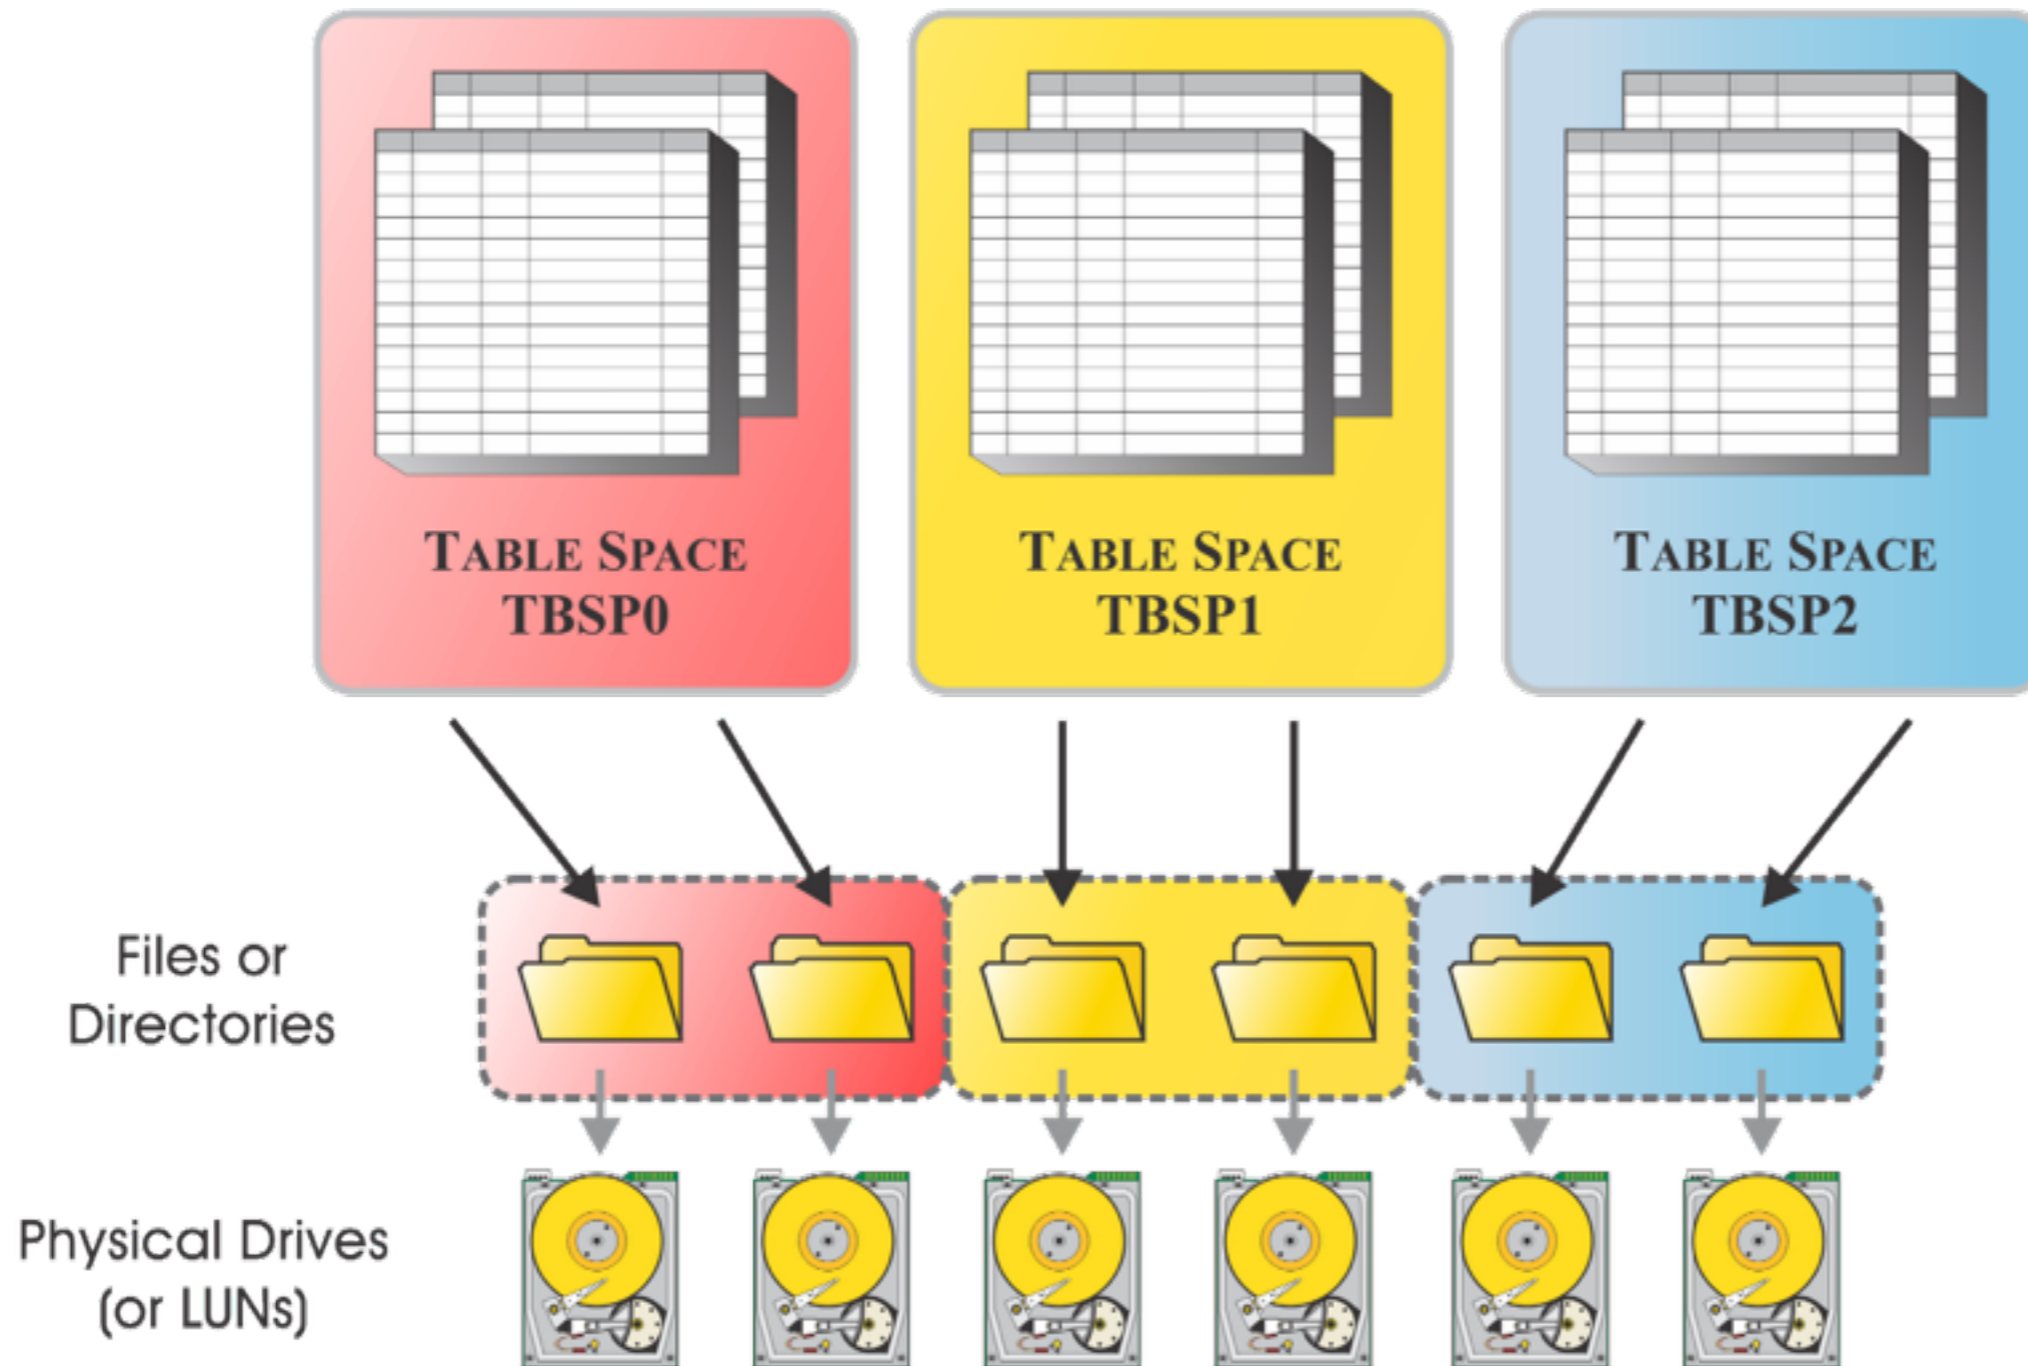 TABLE SPACE
TBSP0
TABLE SPACE
TBSP1
TABLE SPACE
TBSP2
Files or
Directories
Physical Drives
(or LUNs)